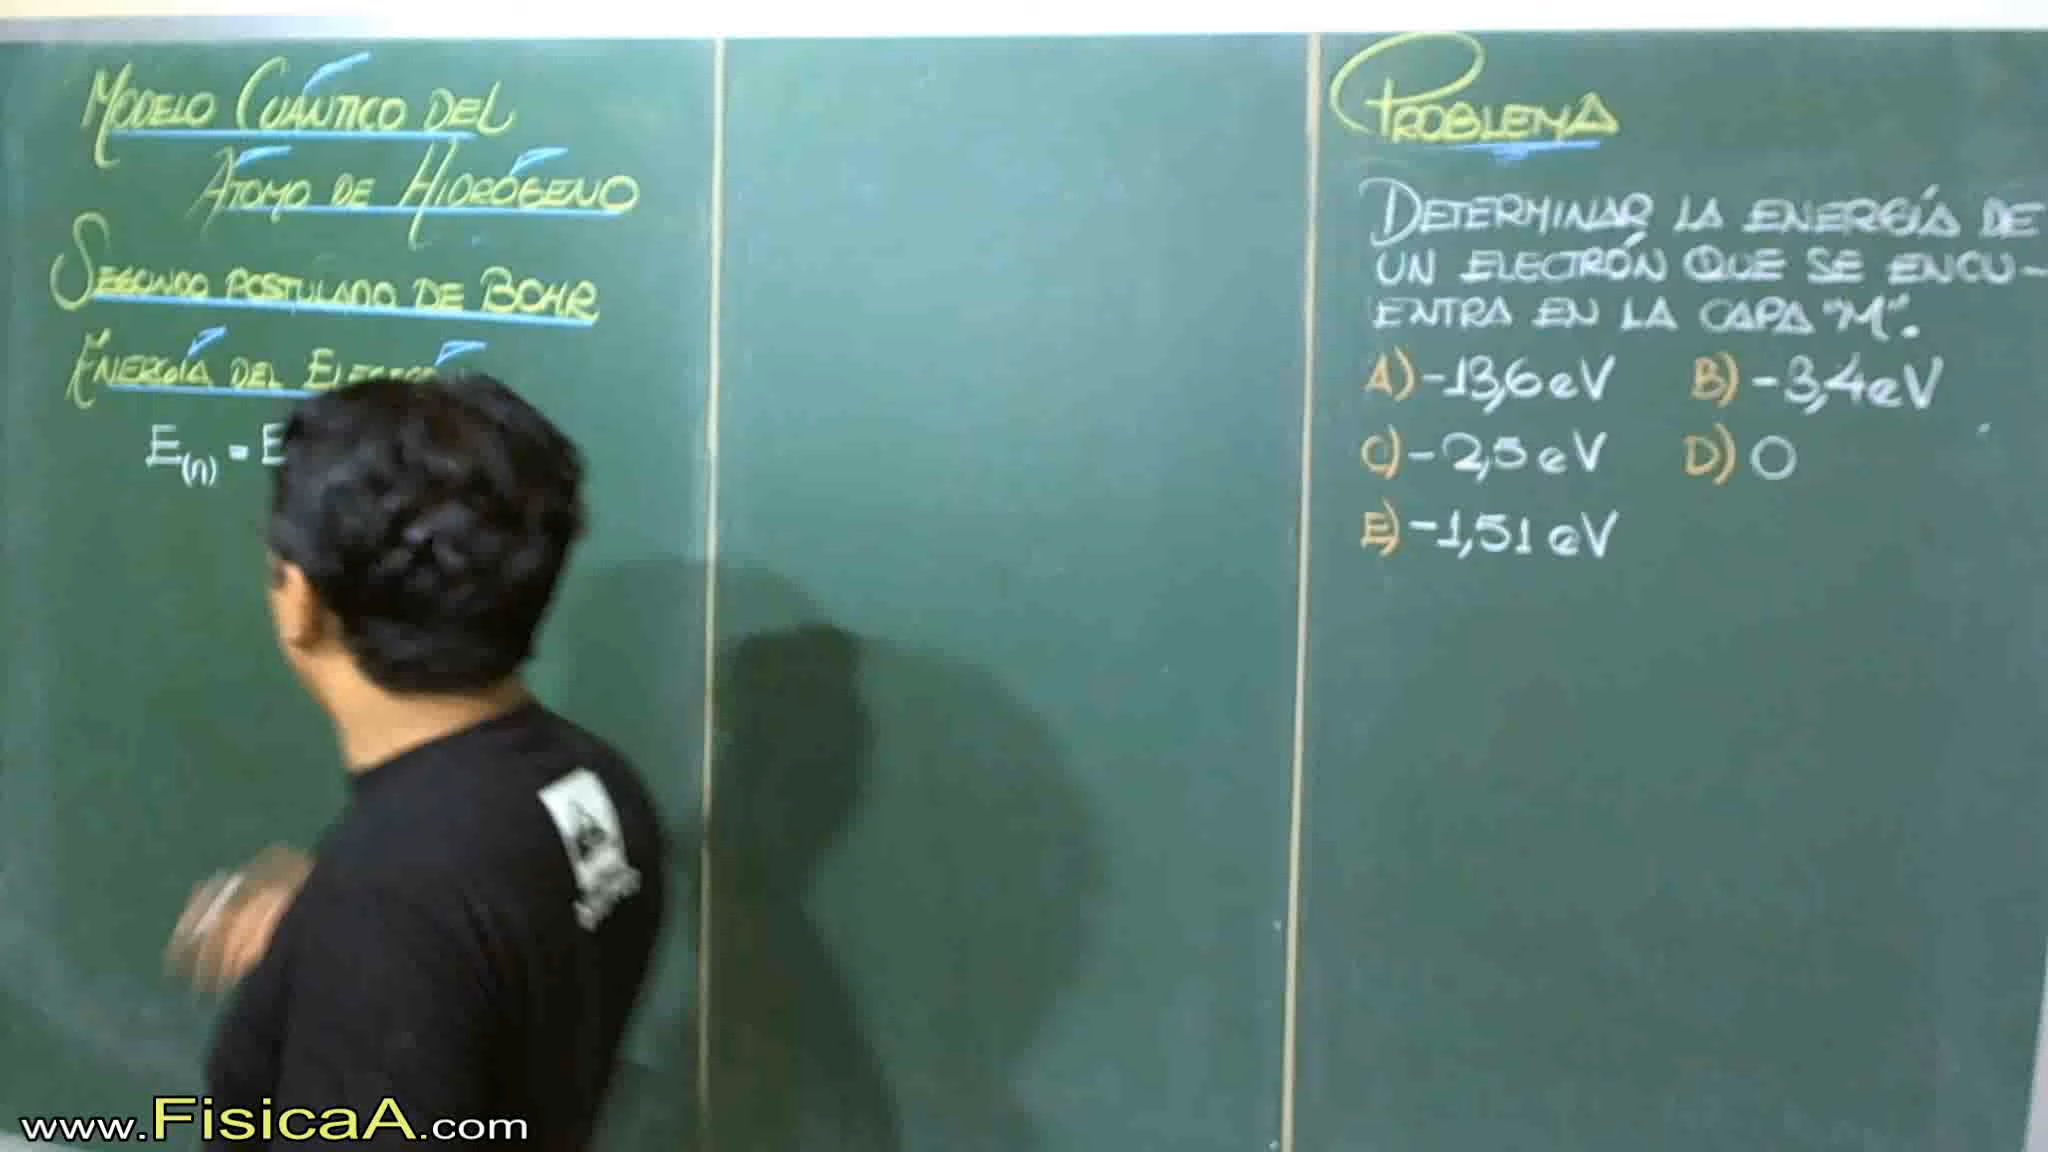 MODELO CUÁNTICO DEL
ÁTOMO DE HIDRÓGENO
SEGUNDO POSTULADO DE BOHR
ENERGÍA DEL
E(n) = E
PROBLEMA
DETERMINAR LA ENERGÍA DE
UN ELECTRÓN QUE SE ENCU-
ENTRA EN LA CAPA "M".
A) -13,6 eV B) -3,4 eV
C) -2,5 eV D) 0
E) -1,51 eV
www.FisicaA.com